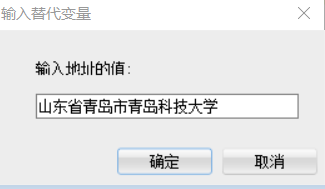 输入替代变量
输入地址的值:
山东省青岛市青岛科技大学
确定
取消